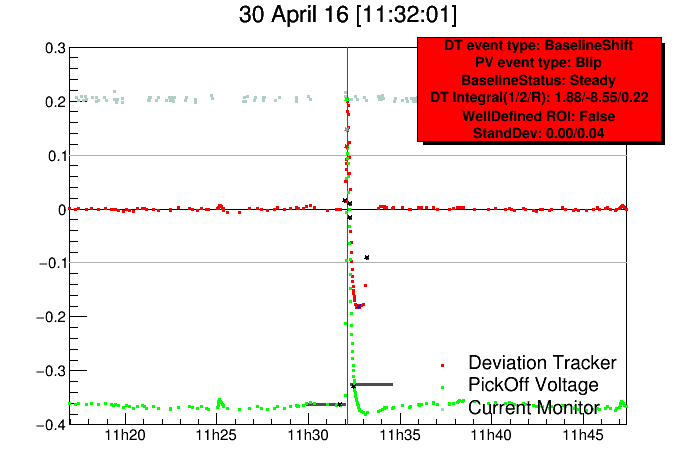 30 April 16 [11:32:01]
DT event type: BaselineShift
PV event type: Blip
BaselineStatus: Steady
DT Integral(1/2/R): 1.88/-8.55/0.22
WellDefined ROI: False
StandDev: 0.00/0.04
0.3
0.2
0.1
0
−0.1
−0.2
−0.3
−0.4
Deviation Tracker
PickOff Voltage
Current Monitor
11h20 11h25 11h30 11h35 11h40 11h45